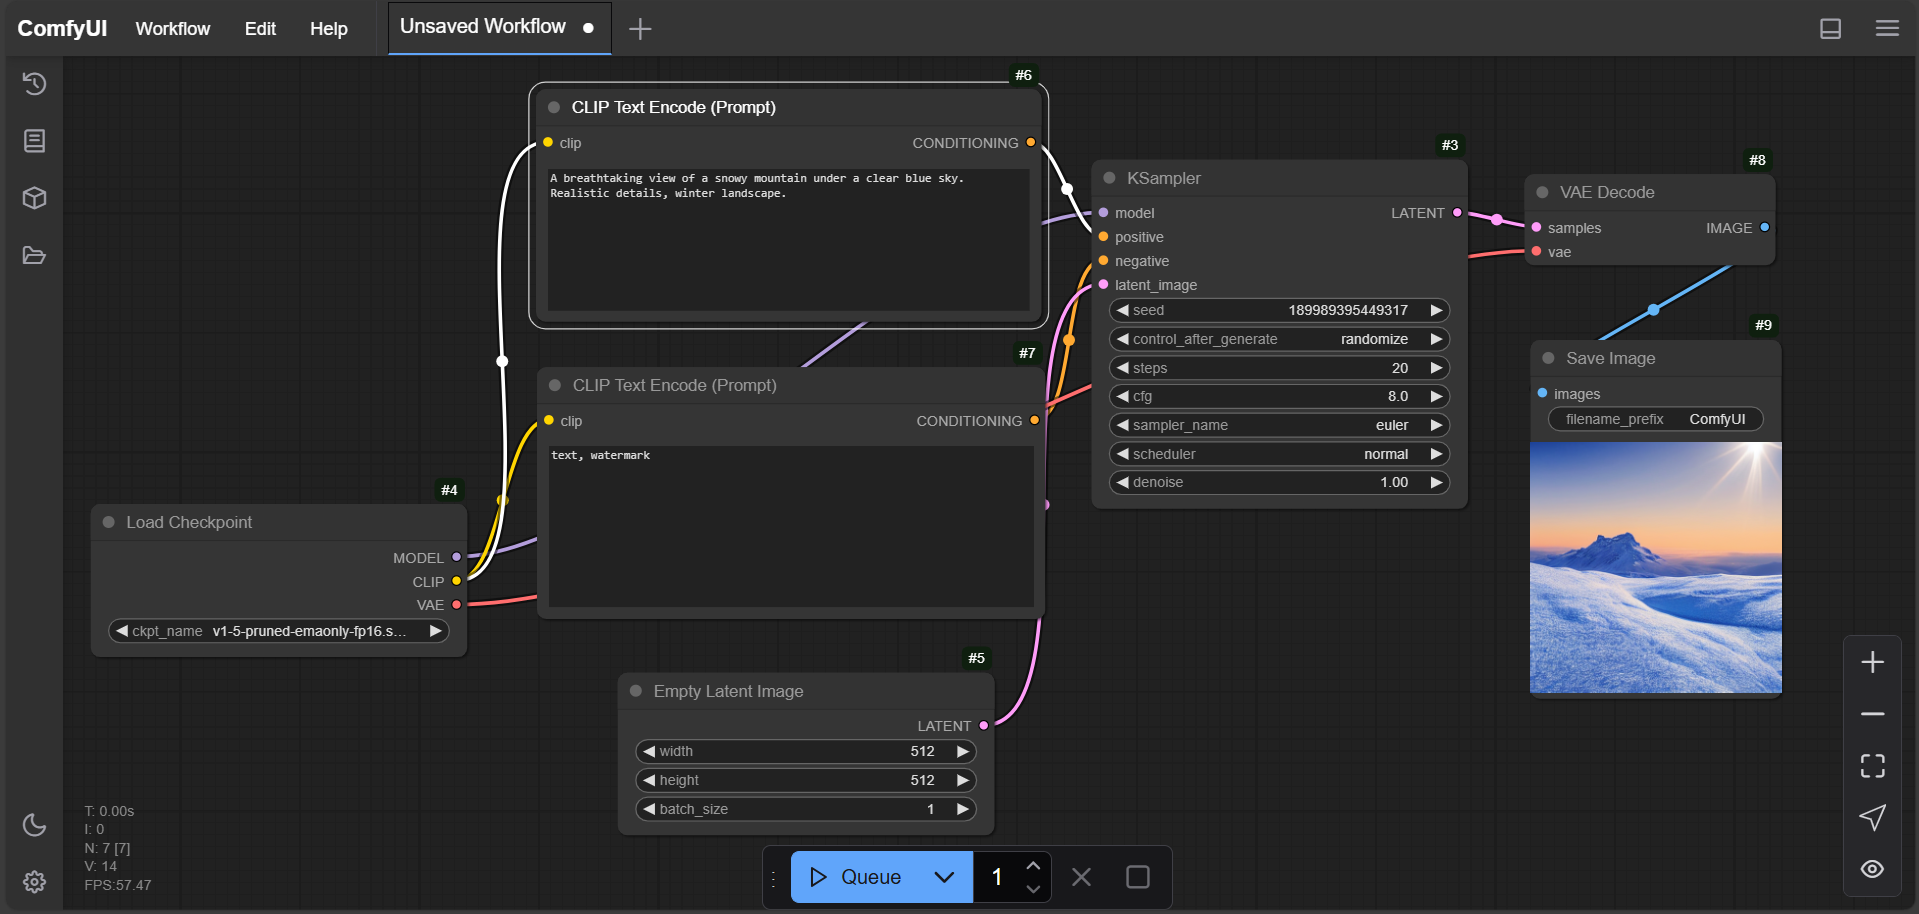 ComfyUI Workflow Edit Help Unsaved Workflow
#6
CLIP Text Encode (Prompt)
clip CONDITIONING
A breathtaking view of a snowy mountain under a clear blue sky.
Realistic details, winter landscape.
#7
CLIP Text Encode (Prompt)
clip CONDITIONING
text, watermark
#4
Load Checkpoint
MODEL
CLIP
VAE
ckpt_name v1-5-pruned-emaonly-fp16.s...
#5
Empty Latent Image
LATENT
width 512
height 512
batch_size 1
#3
KSampler
model LATENT
positive
negative
latent_image
seed 189989395449317
control_after_generate randomize
steps 20
cfg 8.0
sampler_name euler
scheduler normal
denoise 1.00
#8
VAE Decode
samples IMAGE
vae
#9
Save Image
images
filename_prefix ComfyUI
T: 0.00s
I: 0
N: 7 [7]
V: 14
FPS:57.47
Queue 1